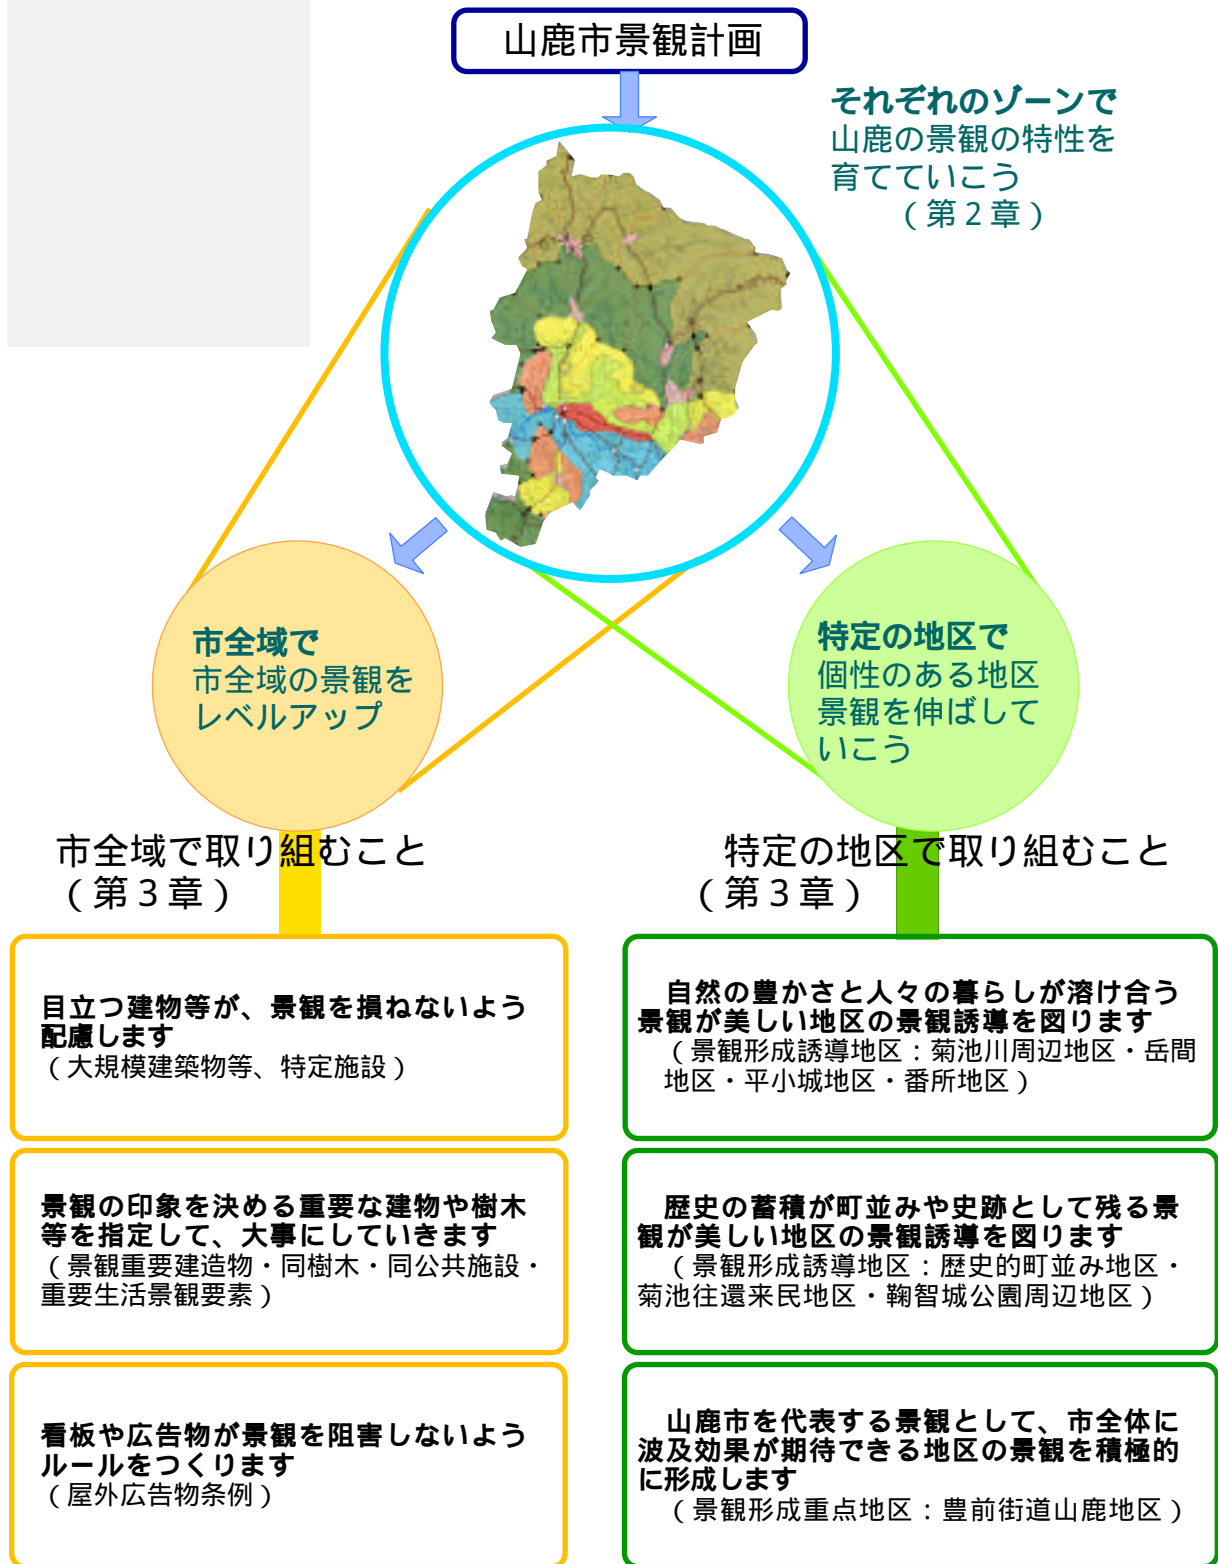 山鹿市景観計画
それぞれのゾーンで
山鹿の景観の特性を
育てていこう
（第２章）
市全域で
市全域の景観を
レベルアップ
特定の地区で
個性のある地区
景観を伸ばして
いこう
市全域で取り組むこと
（第３章）
特定の地区で取り組むこと
（第３章）
目立つ建物等が、景観を損ねないよう
配慮します
（大規模建築物等、特定施設）
景観の印象を決める重要な建物や樹木
等を指定して、大事にしていきます
（景観重要建造物・同樹木・同公共施設・
重要生活景観要素）
看板や広告物が景観を阻害しないよう
ルールをつくります
（屋外広告物条例）
自然の豊かさと人々の暮らしが溶け合う
景観が美しい地区の景観誘導を図ります
（景観形成誘導地区：菊池川周辺地区・岳間
地区・平小城地区・番所地区）
歴史の蓄積が町並みや史跡として残る景
観が美しい地区の景観誘導を図ります
（景観形成誘導地区：歴史的町並み地区・
菊池往還来民地区・鞠智城公園周辺地区）
山鹿市を代表する景観として、市全体に
波及効果が期待できる地区の景観を積極的
に形成します
（景観形成重点地区：豊前街道山鹿地区）